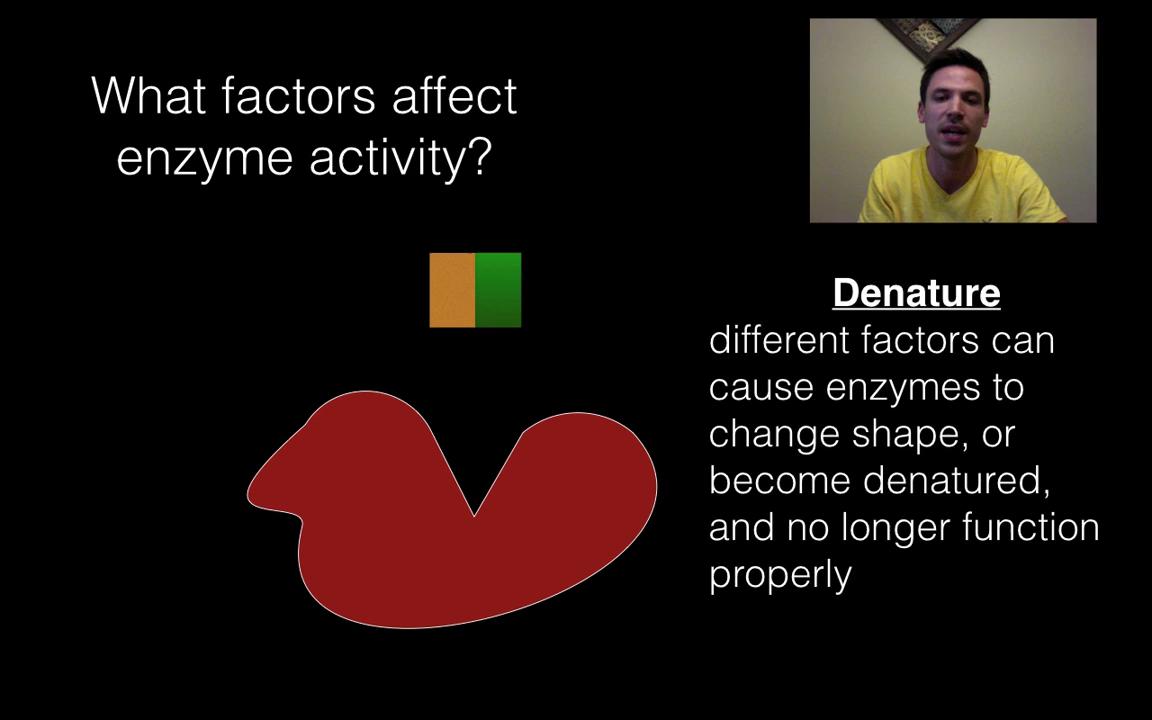 What factors affect
enzyme activity?
Denature
different factors can
cause enzymes to
change shape, or
become denatured,
and no longer function
properly